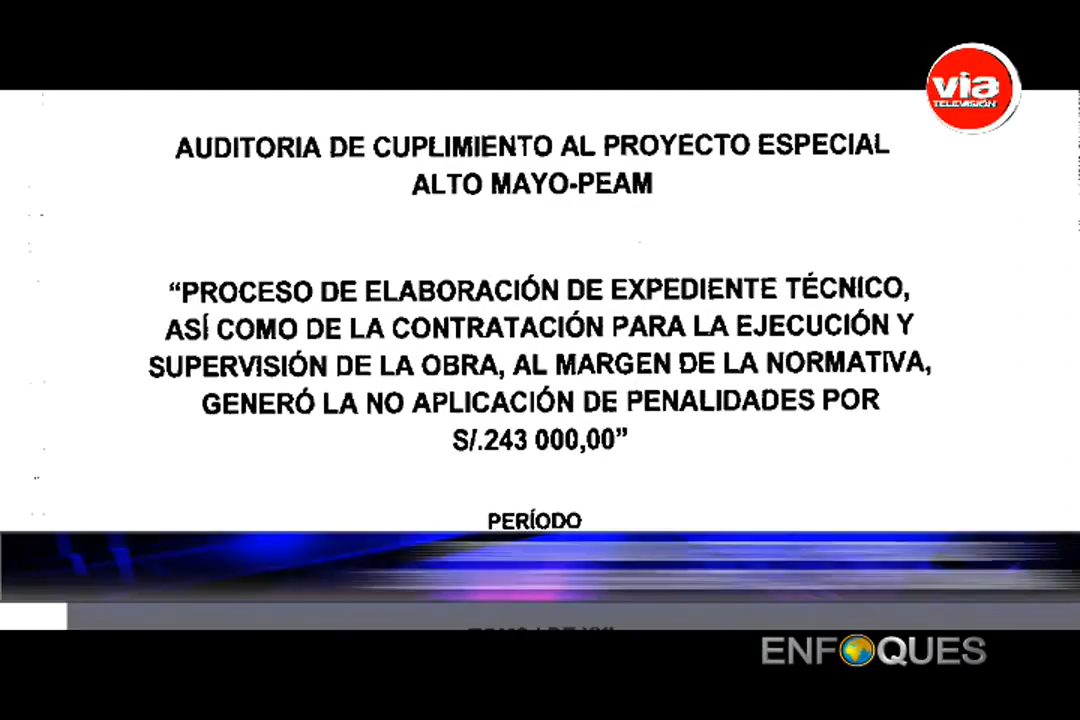 via
TELEVISIÓN
AUDITORIA DE CUPLIMIENTO AL PROYECTO ESPECIAL
ALTO MAYO-PEAM
“PROCESO DE ELABORACIÓN DE EXPEDIENTE TÉCNICO,
ASÍ COMO DE LA CONTRATACIÓN PARA LA EJECUCIÓN Y
SUPERVISIÓN DE LA OBRA, AL MARGEN DE LA NORMATIVA,
GENERÓ LA NO APLICACIÓN DE PENALIDADES POR
S/.243 000,00”
PERÍODO
ENFOQUES